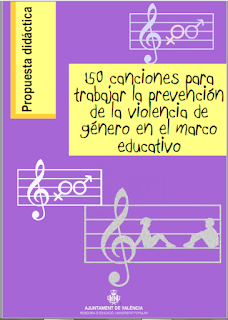 Propuesta didáctica
150 canciones para
trabajar la prevención
de la violencia de
género en el marco
educativo
AJUNTAMENT DE VALÈNCIA